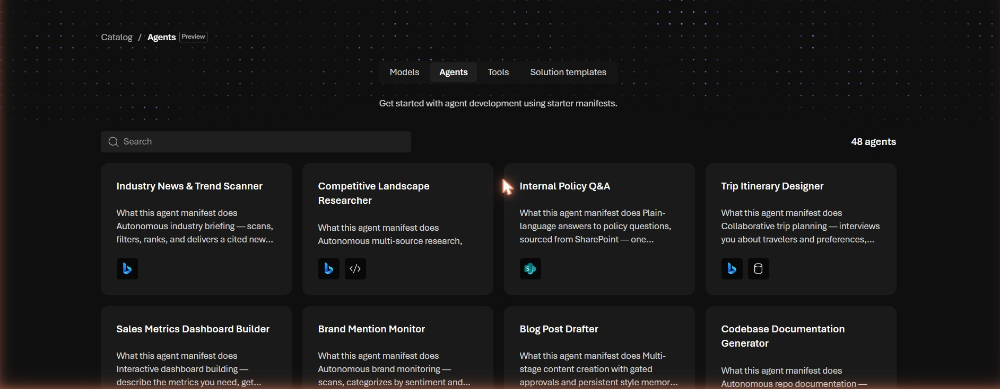 Catalog / Agents Preview
Models Agents Tools Solution templates
Get started with agent development using starter manifests.
Search
48 agents
Industry News & Trend Scanner
What this agent manifest does
Autonomous industry briefing — scans,
filters, ranks, and delivers a cited new...
Competitive Landscape
Researcher
What this agent manifest does
Autonomous multi-source research,
Internal Policy Q&A
What this agent manifest does Plain-
language answers to policy questions,
sourced from SharePoint — one...
S
Trip Itinerary Designer
What this agent manifest does
Collaborative trip planning — interviews
you about travelers and preferences,...
Sales Metrics Dashboard Builder
What this agent manifest does
Interactive dashboard building —
describe the metrics you need, get...
Brand Mention Monitor
What this agent manifest does
Autonomous brand monitoring —
scans, categorizes by sentiment and...
Blog Post Drafter
What this agent manifest does Multi-
stage content creation with gated
approvals and persistent style memor...
Codebase Documentation
Generator
What this agent manifest does
Autonomous repo documentation —